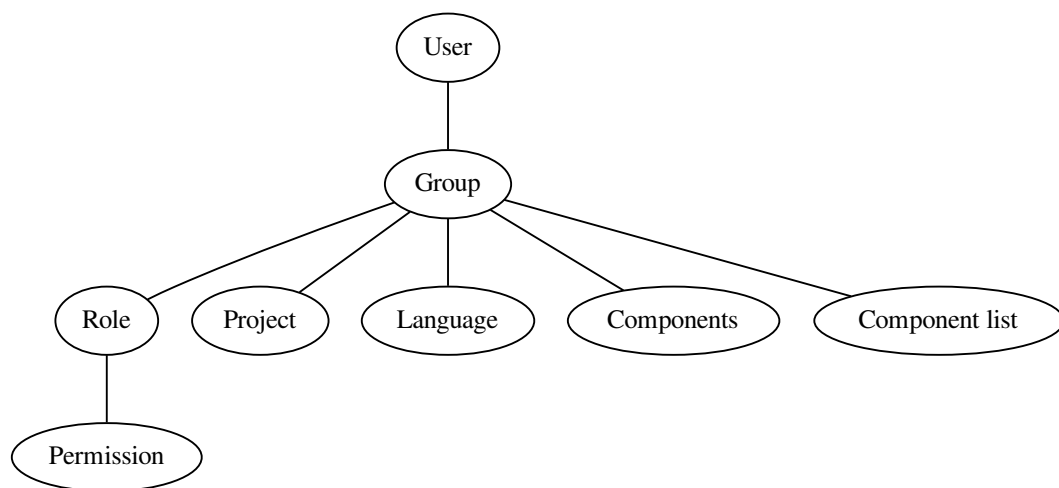 User
Group
Role
Project
Language
Components
Component list
Permission